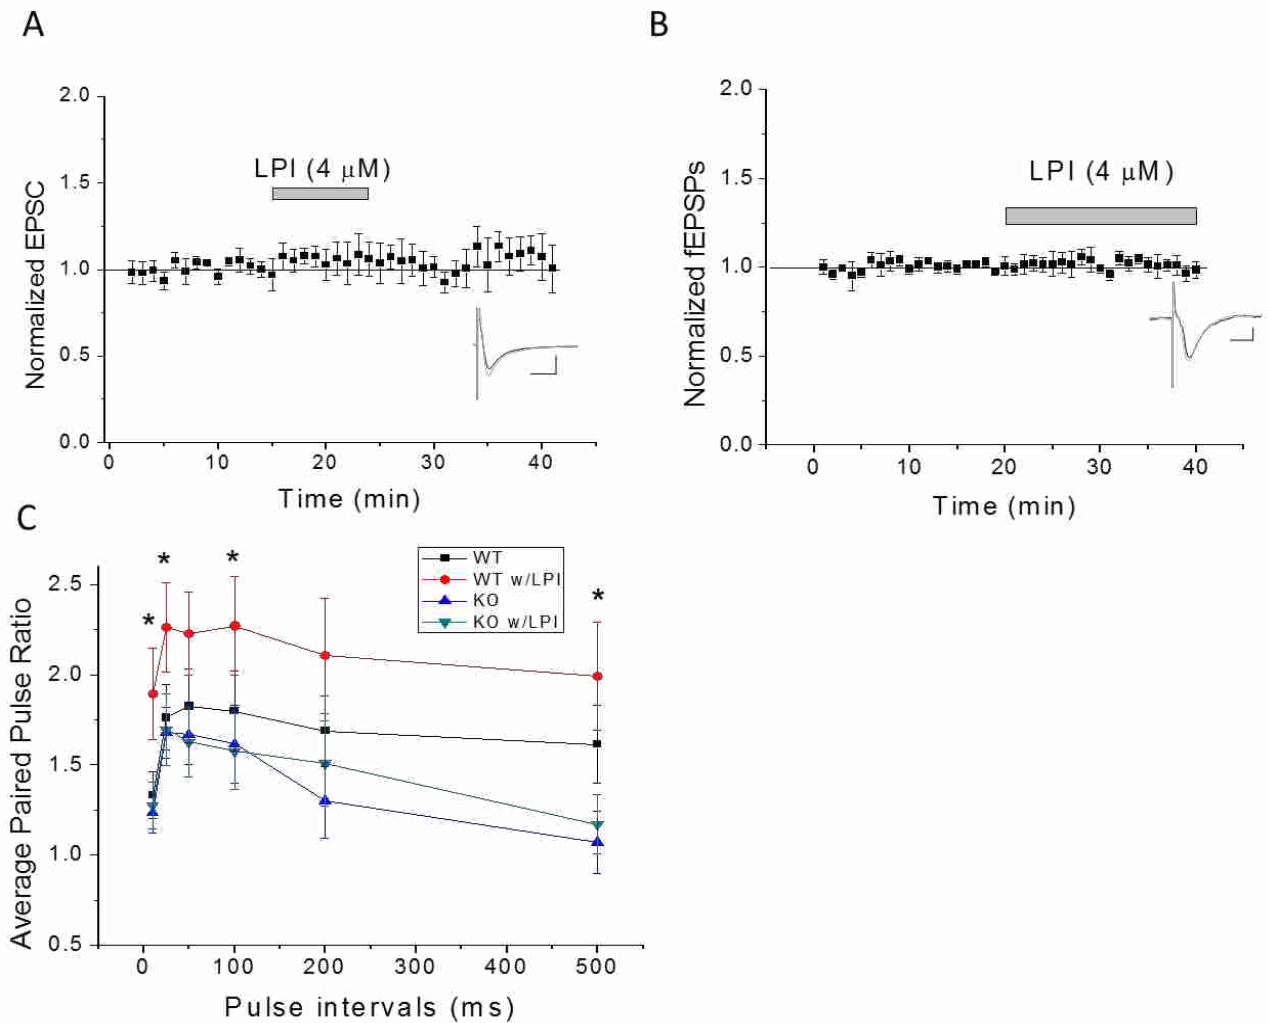 A
B
2.0
1.5
1.0
0.5
0.0
Normalized EPSC
LPI (4 μM)
0
10
20
30
40
Time (min)
2.0
1.5
1.0
0.5
0.0
Normalized fEPSPs
LPI (4 μM)
0
10
20
30
40
Time (min)
C
*
*
*
*
WT
WT w/LPI
KO
KO w/LPI
2.5
2.0
1.5
1.0
0.5
Average Paired Pulse Ratio
0
100
200
300
400
500
Pulse intervals (ms)